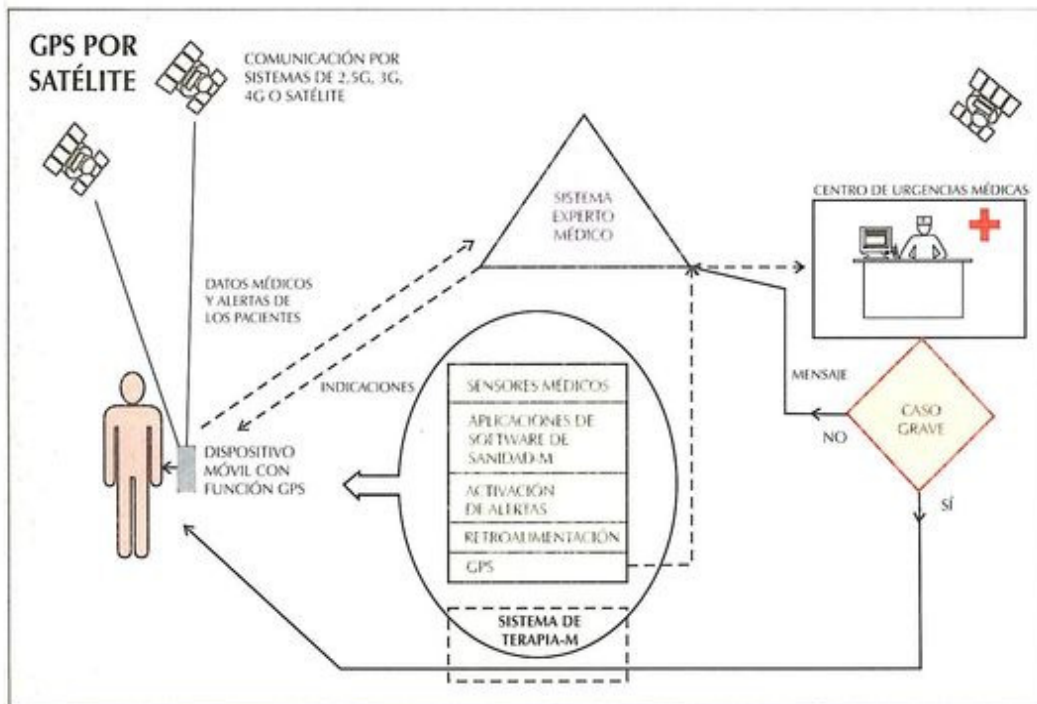 GPS POR
SATÉLITE
COMUNICACIÓN POR
SISTEMAS DE 2,5G, 3G,
4G O SATÉLITE
SISTEMA
EXPERTO
MÉDICO
CENTRO DE URGENCIAS MÉDICAS
DATOS MÉDICOS
Y ALERTAS DE
LOS PACIENTES
INDICACIONES
MENSAJE
CASO
GRAVE
NO
SÍ
DISPOSITIVO
MÓVIL CON
FUNCIÓN GPS
SENSORES MÉDICOS
APLICACIONES DE
SOFTWARE DE
SANIDAD-M
ACTIVACIÓN
DE ALERTAS
RETROALIMENTACIÓN
GPS
SISTEMA DE
TERAPIA-M